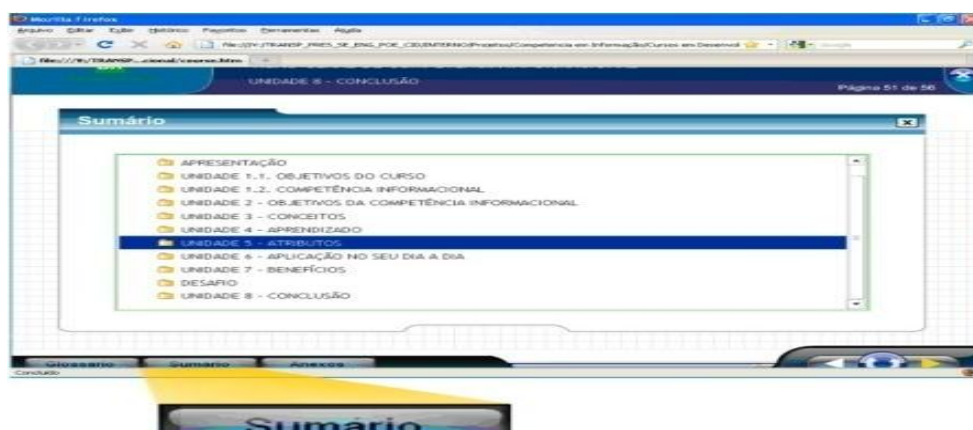 Mozilla Firefox
Arquivo Editar Exibir Histórico Favoritos Ferramentas Ajuda
UNIDADE 8 - CONCLUSÃO
Página 51 de 56
Sumário
APRESENTAÇÃO
UNIDADE 1.1. OBJETIVOS DO CURSO
UNIDADE 1.2. COMPETÊNCIA INFORMACIONAL
UNIDADE 2 - OBJETIVOS DA COMPETÊNCIA INFORMACIONAL
UNIDADE 3 - CONCEITOS
UNIDADE 4 - APRENDIZADO
UNIDADE 5 - ATRIBUTOS
UNIDADE 6 - APLICAÇÃO NO SEU DIA A DIA
UNIDADE 7 - BENEFÍCIOS
DESAFIO
UNIDADE 8 - CONCLUSÃO
Glossário Sumário Anexos
Concluído
Sumário